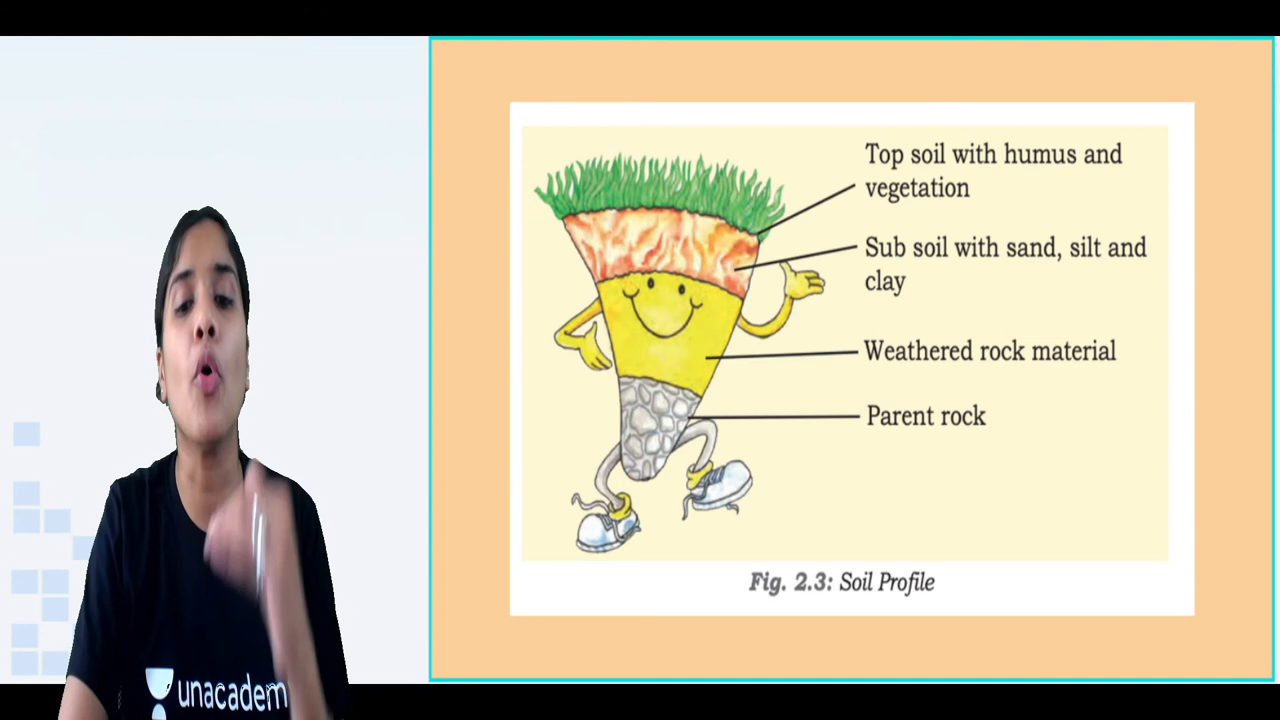 Top soil with humus and
vegetation
Sub soil with sand, silt and
clay
Weathered rock material
Parent rock
Fig. 2.3: Soil Profile
unacadem